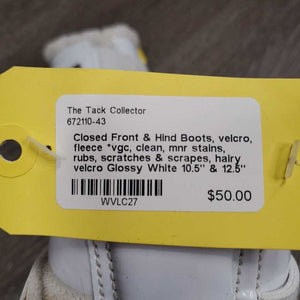 The Tack Collector
672110-43
Closed Front & Hind Boots, velcro,
fleece *vgc, clean, mnr stains,
rubs, scratches & scrapes, hairy
velcro Glossy White 10.5" & 12.5"
WVLC27
$50.00